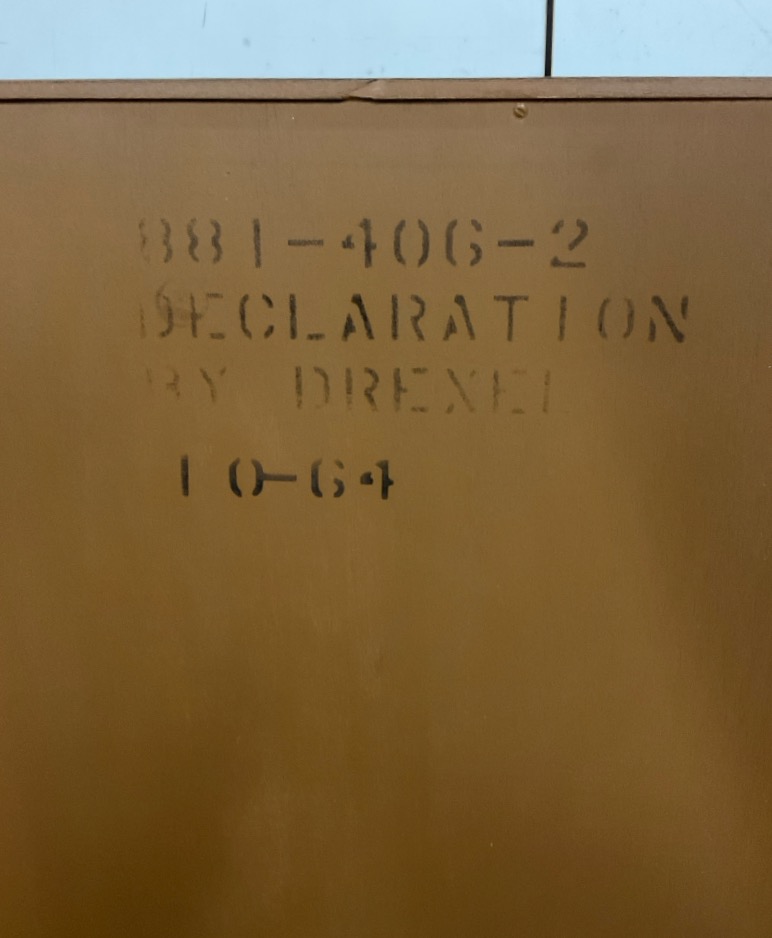 881-406-2
DECLARATION
BY DREXEL
10-64